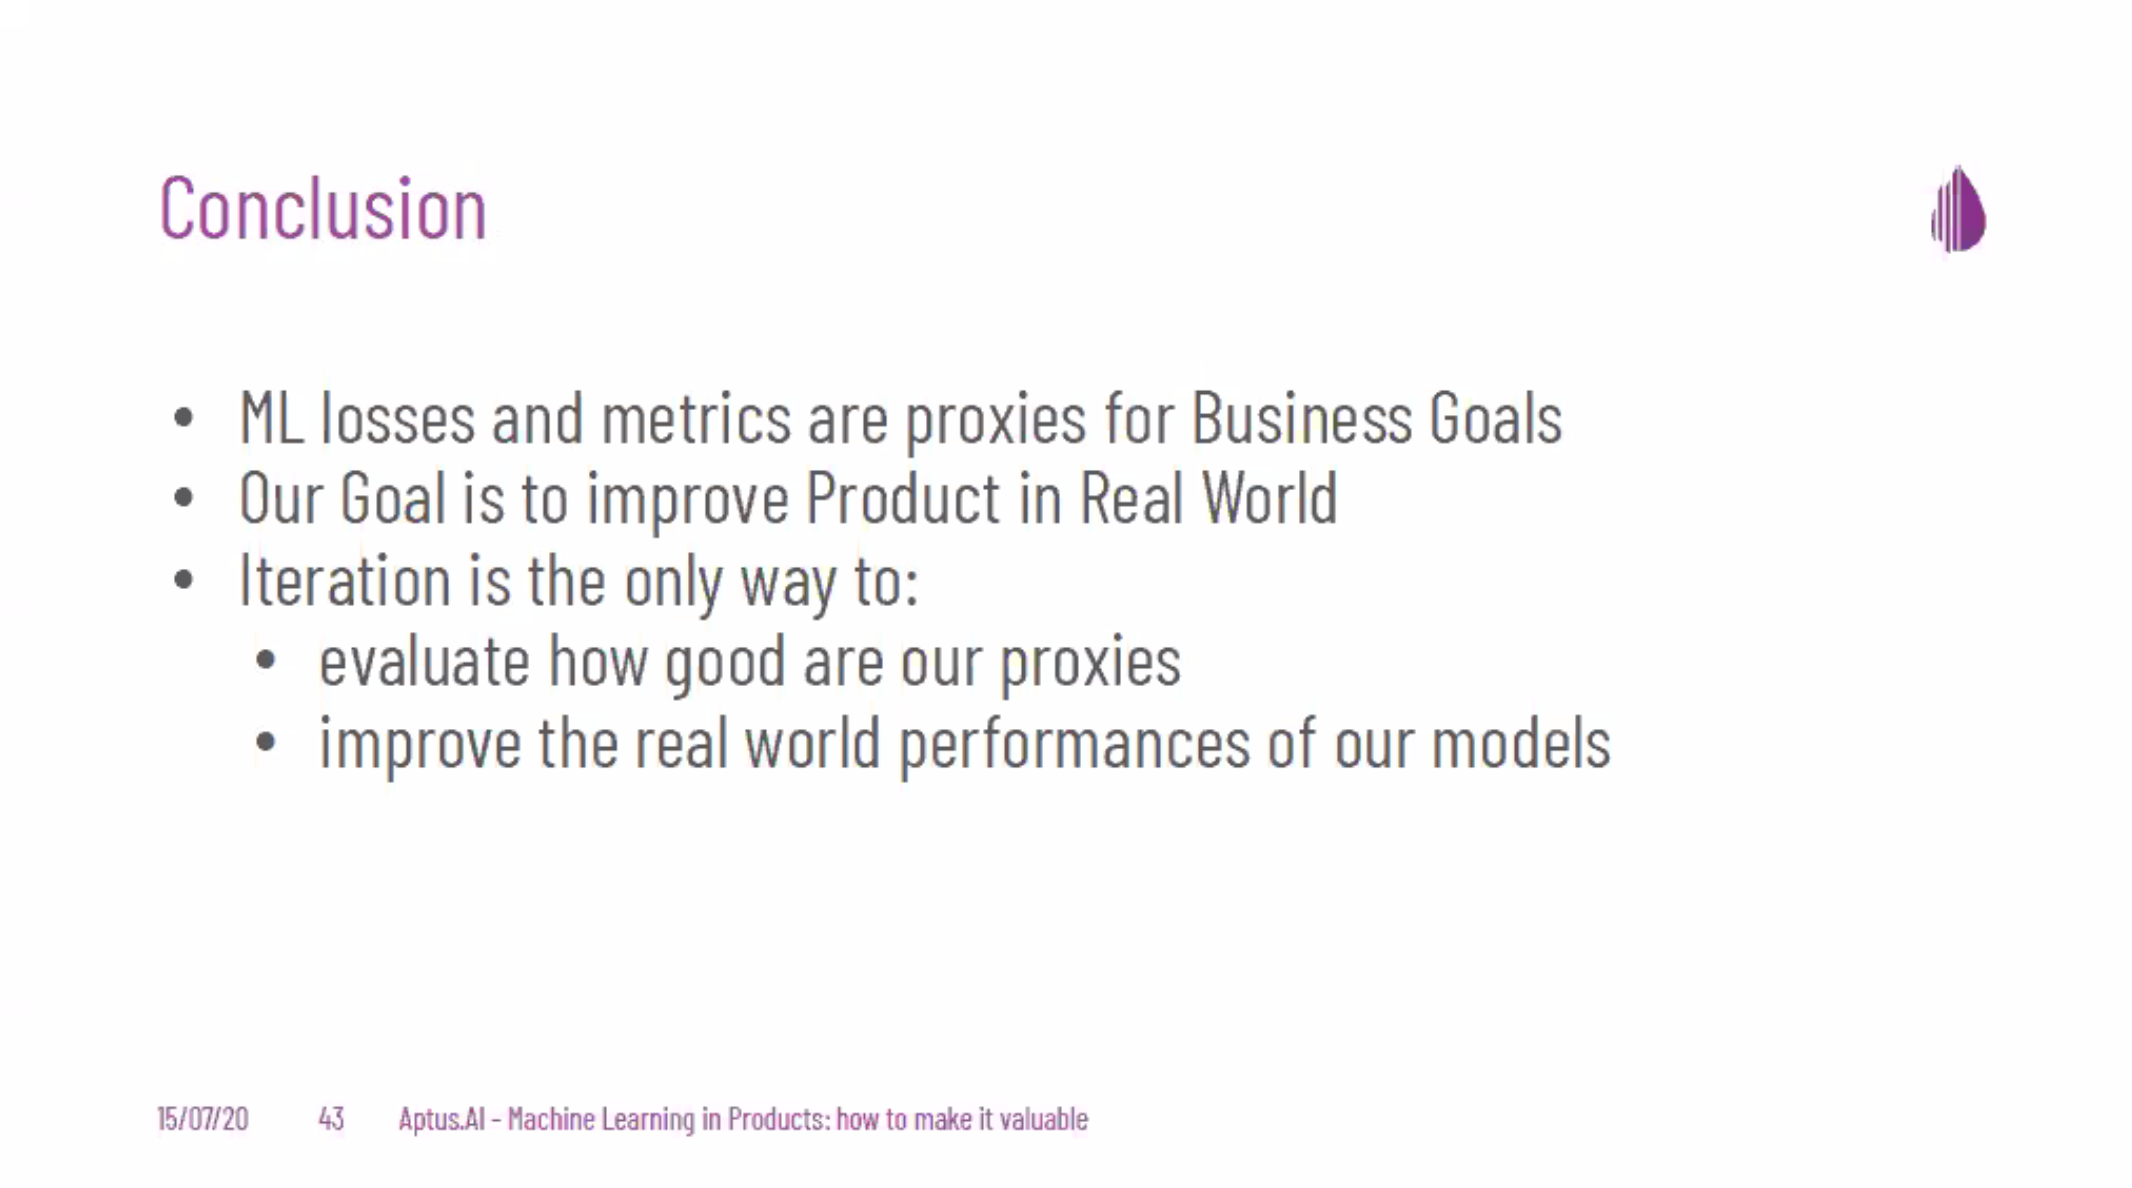 Conclusion
• ML losses and metrics are proxies for Business Goals
• Our Goal is to improve Product in Real World
• Iteration is the only way to:
• evaluate how good are our proxies
• improve the real world performances of our models
15/07/20 43 Aptus.AI - Machine Learning in Products: how to make it valuable